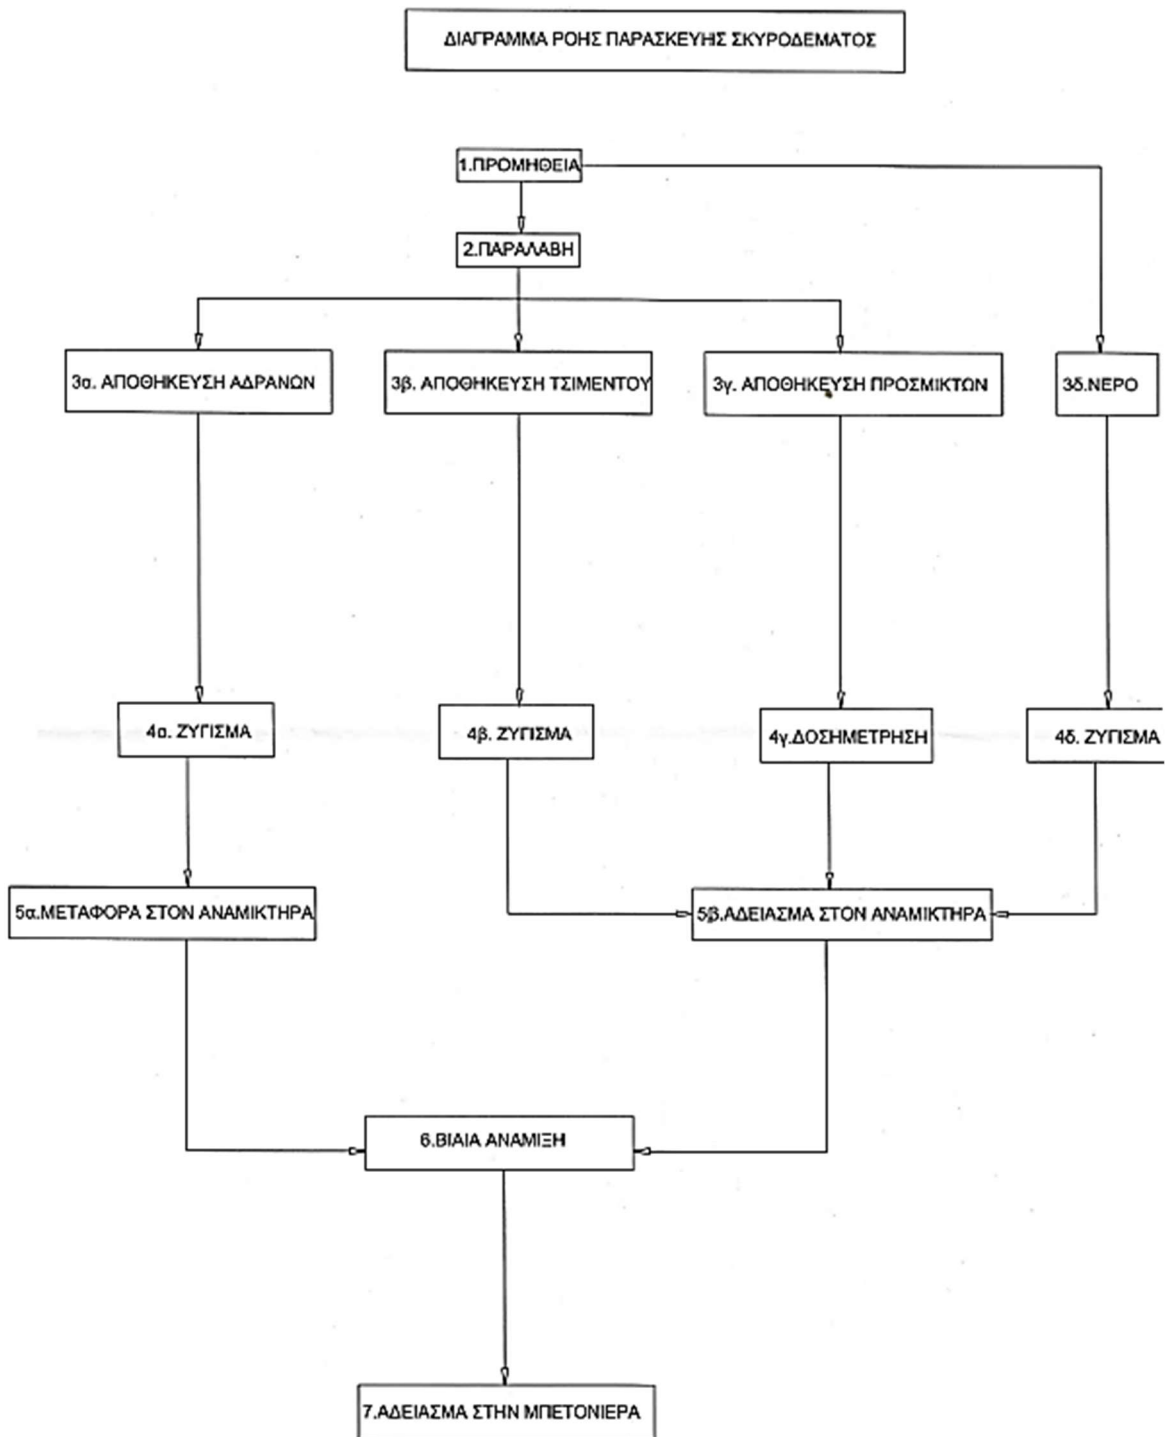 ΔΙΑΓΡΑΜΜΑ ΡΟΗΣ ΠΑΡΑΣΚΕΥΗΣ ΣΚΥΡΟΔΕΜΑΤΟΣ
1.ΠΡΟΜΗΘΕΙΑ
2.ΠΑΡΑΛΑΒΗ
3α. ΑΠΟΘΗΚΕΥΣΗ ΑΔΡΑΝΩΝ
3β. ΑΠΟΘΗΚΕΥΣΗ ΤΣΙΜΕΝΤΟΥ
3γ. ΑΠΟΘΗΚΕΥΣΗ ΠΡΟΣΜΙΚΤΩΝ
3δ.ΝΕΡΟ
4α. ΖΥΓΙΣΜΑ
4β. ΖΥΓΙΣΜΑ
4γ.ΔΟΣΗΜΕΤΡΗΣΗ
4δ. ΖΥΓΙΣΜΑ
5α.ΜΕΤΑΦΟΡΑ ΣΤΟΝ ΑΝΑΜΙΚΤΗΡΑ
5β.ΑΔΕΙΑΣΜΑ ΣΤΟΝ ΑΝΑΜΙΚΤΗΡΑ
6.ΒΙΑΙΑ ΑΝΑΜΙΞΗ
7.ΑΔΕΙΑΣΜΑ ΣΤΗΝ ΜΠΕΤΟΝΙΕΡΑ